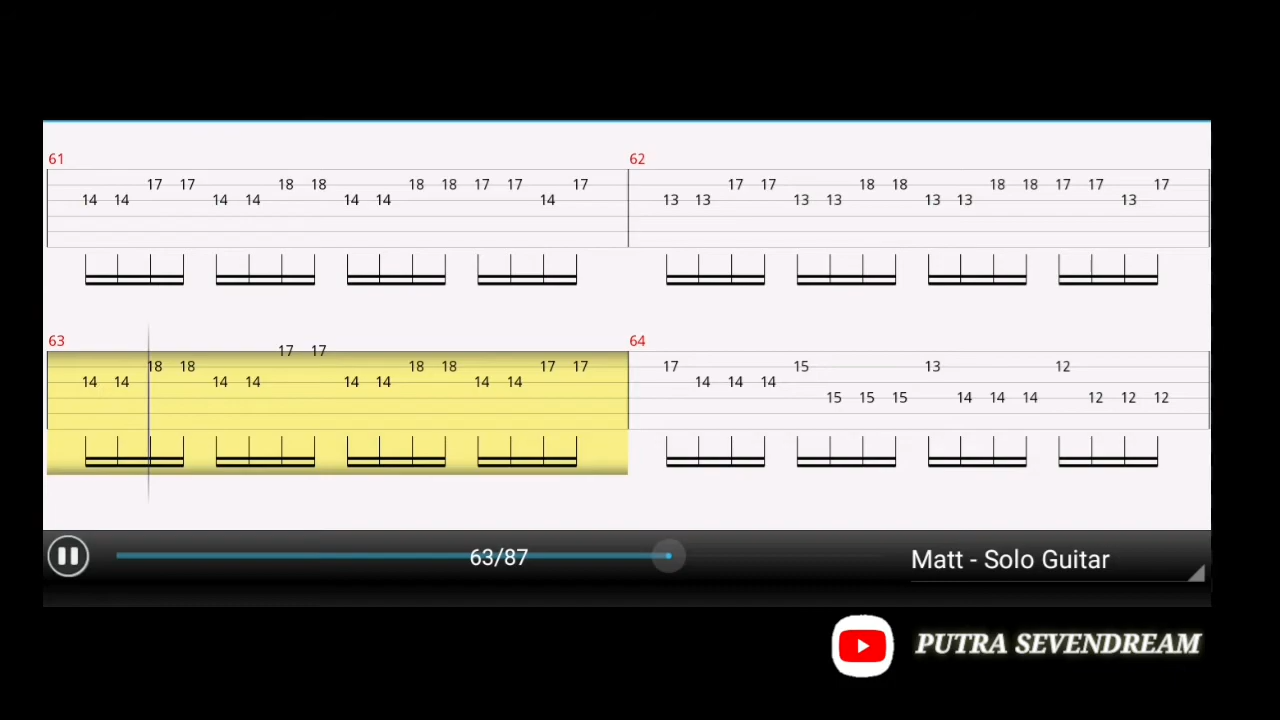 61 62
17 17 18 18 18 18 17 17 17 17 17 18 18 18 18 17 17 17
14 14 14 14 14 14 14 13 13 13 13 13 13 13
63 64
17 17
18 18 18 18 17 17 17 15 13 12
14 14 14 14 14 14 14 14 14 14 14
15 15 15 14 14 14 12 12 12
63/87 Matt - Solo Guitar
PUTRA SEVENDREAM